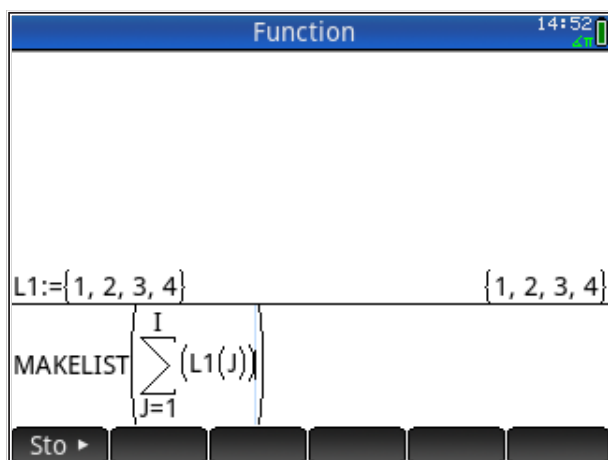 Function 14:52
∡π
L1:={1, 2, 3, 4} {1, 2, 3, 4}
I
MAKELIST(∑(L1(J)))
J=1
Sto ►